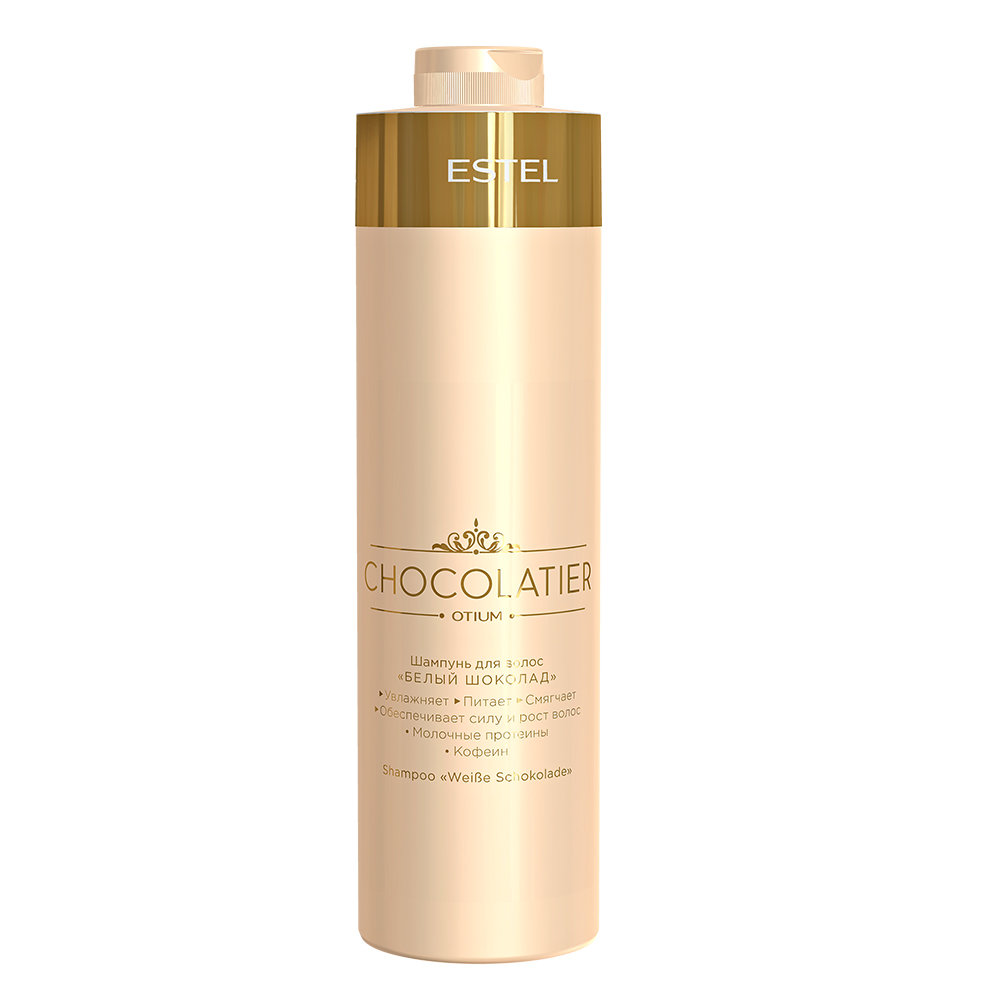 ESTEL
CHOCOLATIER
• OTIUM •
Шампунь для волос
«БЕЛЫЙ ШОКОЛАД»
▸Увлажняет ▸Питает ▸Смягчает
▸Обеспечивает силу и рост волос
• Молочные протеины
• Кофеин
Shampoo «Weiße Schokolade»